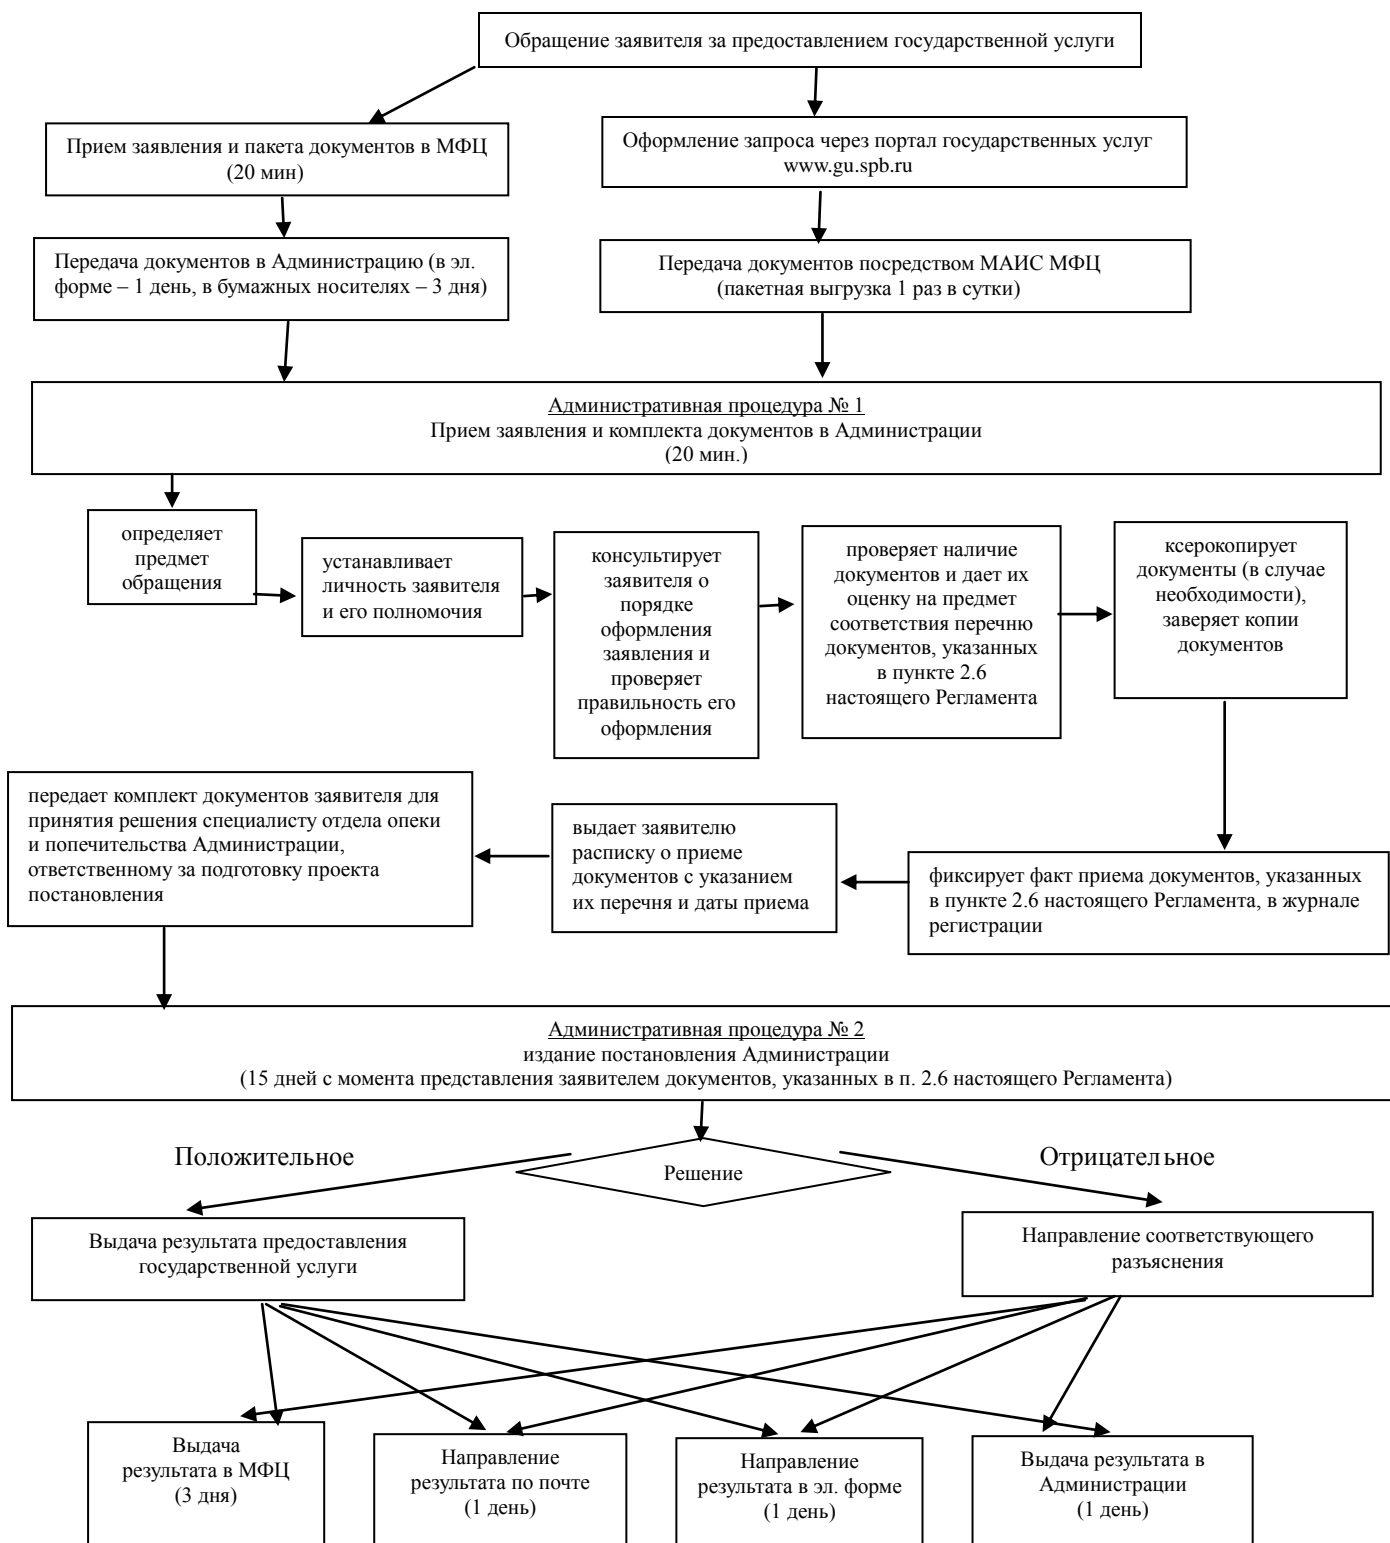 Обращение заявителя за предоставлением государственной услуги
Прием заявления и пакета документов в МФЦ
(20 мин)
Оформление запроса через портал государственных услуг
www.gu.spb.ru
Передача документов в Администрацию (в эл.
форме – 1 день, в бумажных носителях – 3 дня)
Передача документов посредством МАИС МФЦ
(пакетная выгрузка 1 раз в сутки)
Административная процедура № 1
Прием заявления и комплекта документов в Администрации
(20 мин.)
определяет
предмет
обращения
устанавливает
личность заявителя
и его полномочия
консультирует
заявителя о
порядке
оформления
заявления и
проверяет
правильность его
оформления
проверяет наличие
документов и дает их
оценку на предмет
соответствия перечню
документов, указанных
в пункте 2.6
настоящего Регламента
ксерокопирует
документы (в случае
необходимости),
заверяет копии
документов
передает комплект документов заявителя для
принятия решения специалисту отдела опеки
и попечительства Администрации,
ответственному за подготовку проекта
постановления
выдает заявителю
расписку о приеме
документов с указанием
их перечня и даты приема
фиксирует факт приема документов, указанных
в пункте 2.6 настоящего Регламента, в журнале
регистрации
Административная процедура № 2
издание постановления Администрации
(15 дней с момента представления заявителем документов, указанных в п. 2.6 настоящего Регламента)
Положительное
Решение
Отрицательное
Выдача результата предоставления
государственной услуги
Направление соответствующего
разъяснения
Выдача
результата в МФЦ
(3 дня)
Направление
результата по почте
(1 день)
Направление
результата в эл. форме
(1 день)
Выдача результата в
Администрации
(1 день)